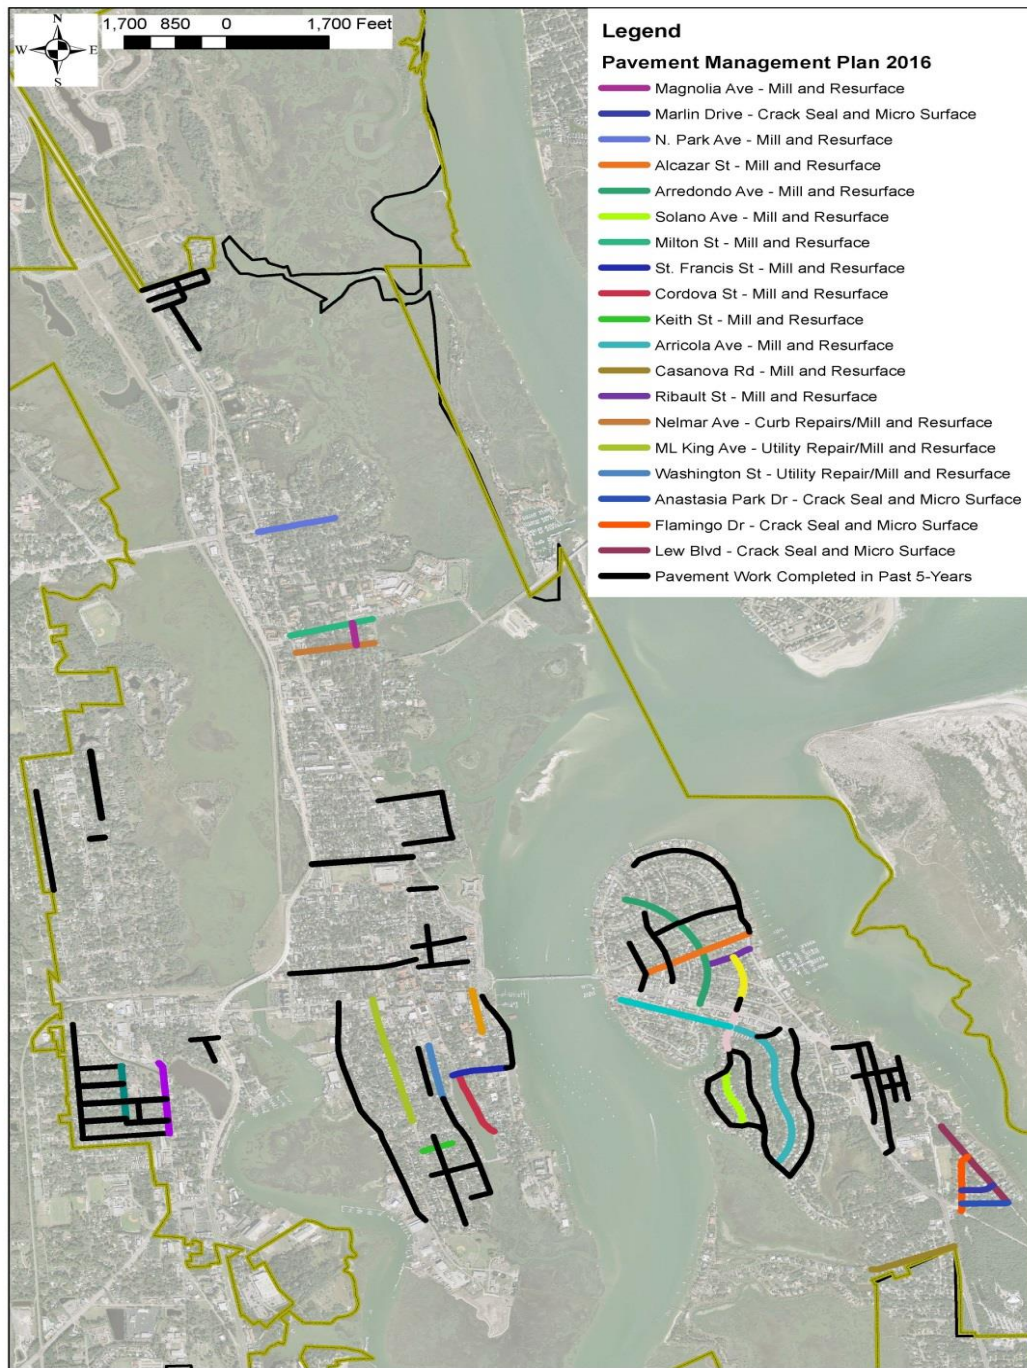 1,700 850 0 1,700 Feet
N
W E
S
Legend
Pavement Management Plan 2016
Magnolia Ave - Mill and Resurface
Marlin Drive - Crack Seal and Micro Surface
N. Park Ave - Mill and Resurface
Alcazar St - Mill and Resurface
Arredondo Ave - Mill and Resurface
Solano Ave - Mill and Resurface
Milton St - Mill and Resurface
St. Francis St - Mill and Resurface
Cordova St - Mill and Resurface
Keith St - Mill and Resurface
Arricola Ave - Mill and Resurface
Casanova Rd - Mill and Resurface
Ribault St - Mill and Resurface
Nelmar Ave - Curb Repairs/Mill and Resurface
ML King Ave - Utility Repair/Mill and Resurface
Washington St - Utility Repair/Mill and Resurface
Anastasia Park Dr - Crack Seal and Micro Surface
Flamingo Dr - Crack Seal and Micro Surface
Lew Blvd - Crack Seal and Micro Surface
Pavement Work Completed in Past 5-Years